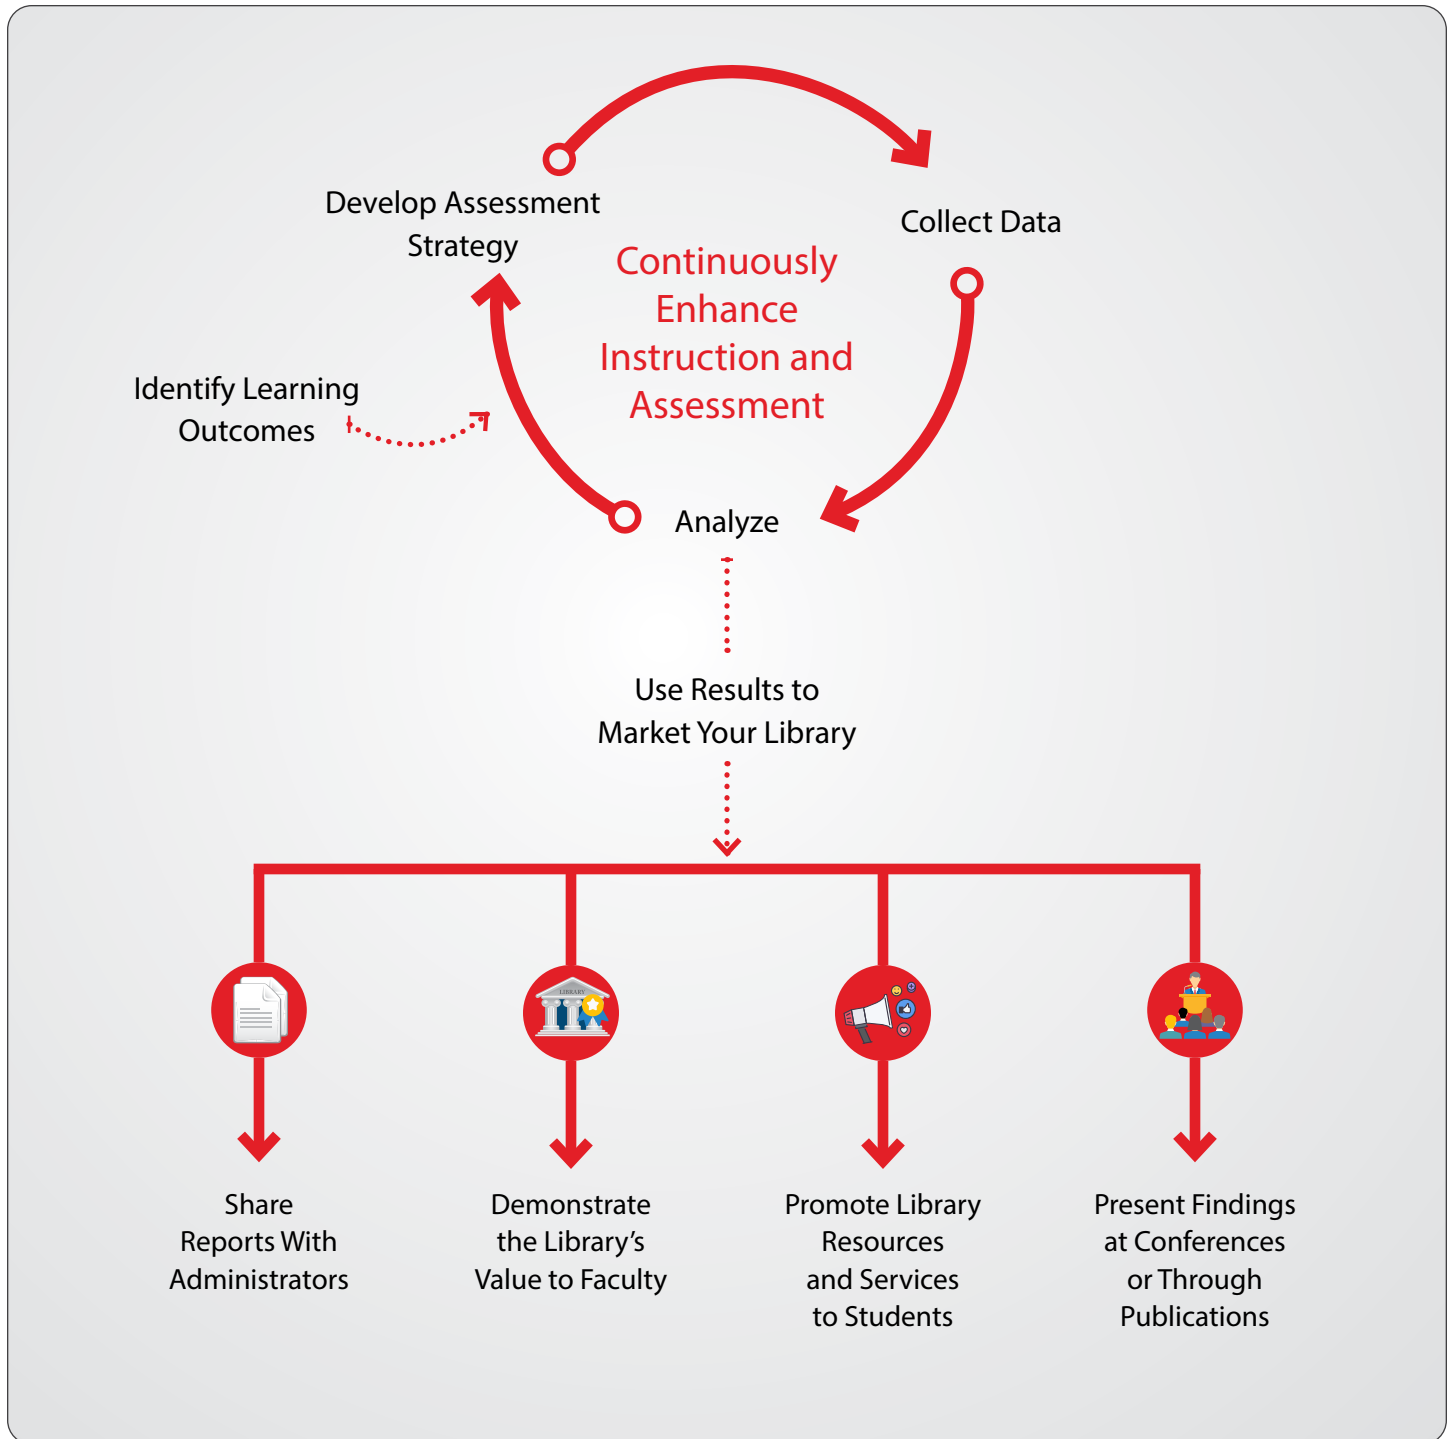 Develop Assessment
Strategy
Collect Data
Continuously
Enhance
Instruction and
Assessment
Identify Learning
Outcomes
Analyze
Use Results to
Market Your Library
LIBRARY
Share
Reports With
Administrators
Demonstrate
the Library’s
Value to Faculty
Promote Library
Resources
and Services
to Students
Present Findings
at Conferences
or Through
Publications